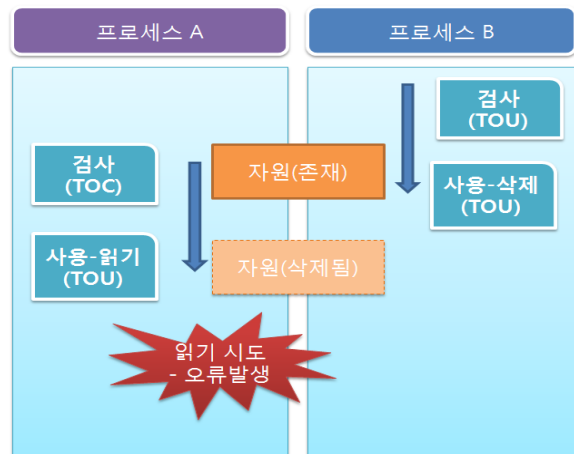 프로세스 A
프로세스 B
검사
(TOU)
검사
(TOC)
자원(존재)
사용-삭제
(TOU)
사용-읽기
(TOU)
자원(삭제됨)
읽기 시도
- 오류발생